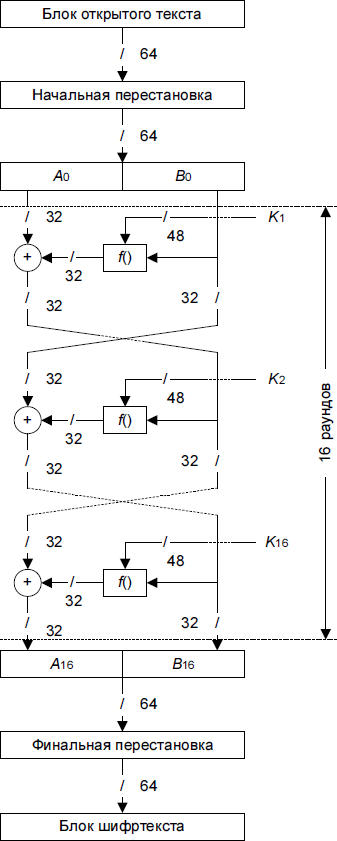 Блок открытого текста
/ 64
Начальная перестановка
/ 64
A0 B0
/ 32 / K1
48
+ / f()
32
/ 32 32 /
/ 32 / K2
48
+ / f()
32
/ 32 32 /
16 раундов
/ 32 / K16
48
+ / f()
32
/ 32 32 /
A16 B16
/ 64
Финальная перестановка
/ 64
Блок шифртекста